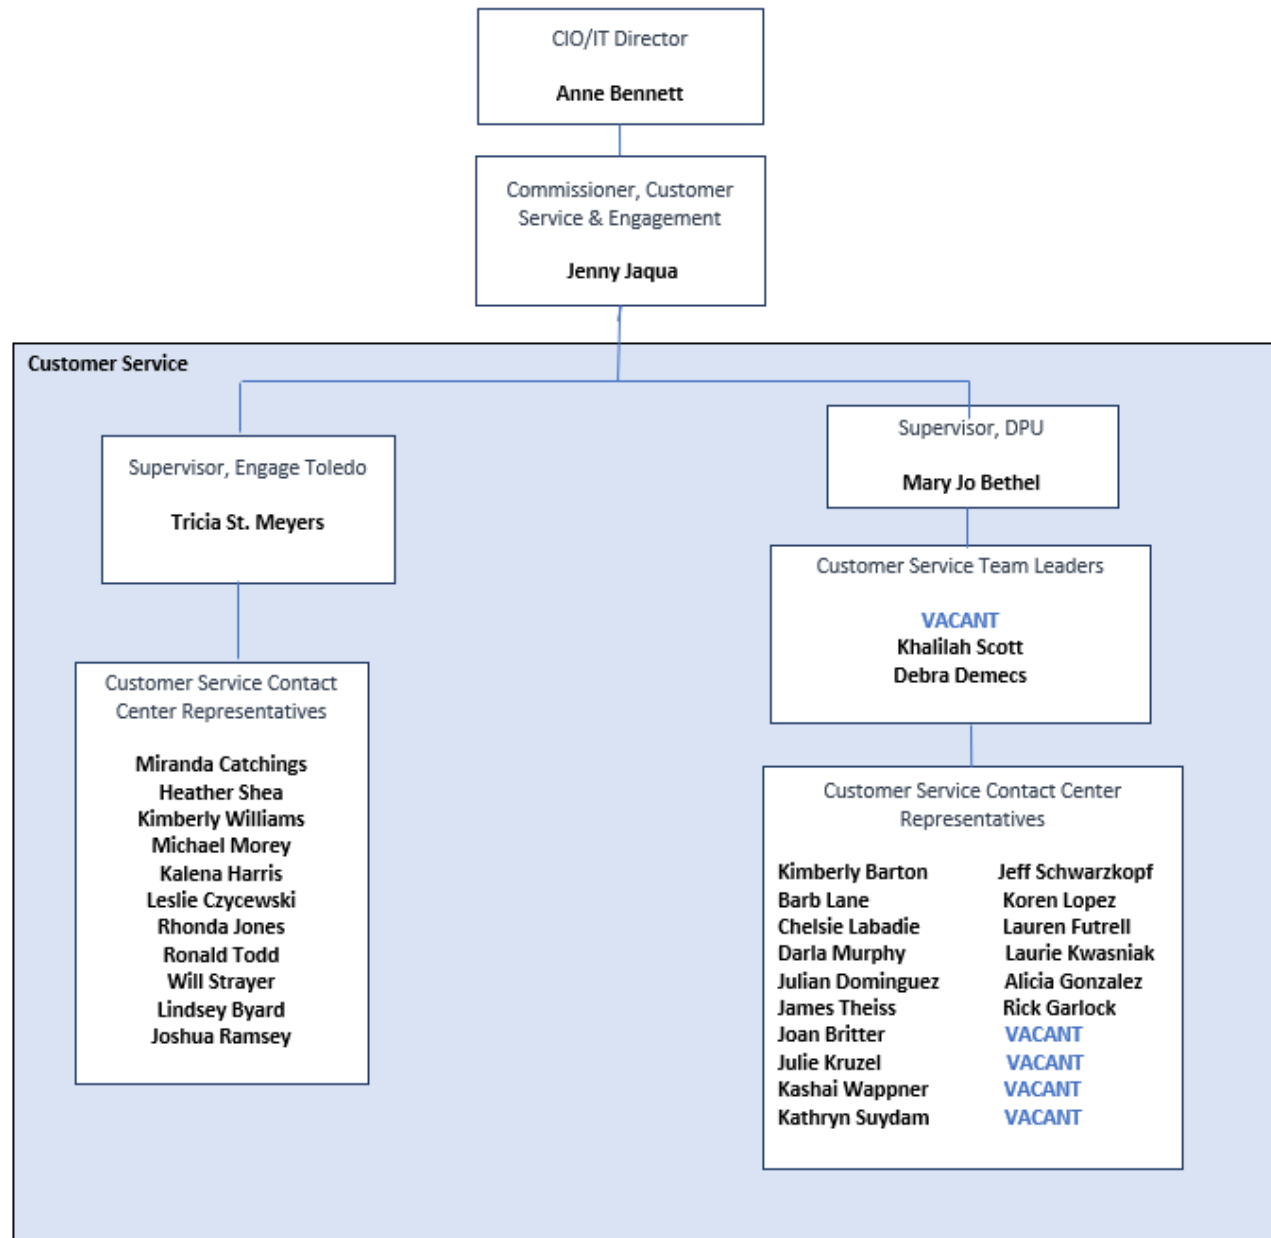 CIO/IT Director
Anne Bennett
Commissioner, Customer
Service & Engagement
Jenny Jaqua
Customer Service
Supervisor, Engage Toledo
Tricia St. Meyers
Customer Service Contact
Center Representatives
Miranda Catchings
Heather Shea
Kimberly Williams
Michael Morey
Kalena Harris
Leslie Czycewski
Rhonda Jones
Ronald Todd
Will Strayer
Lindsey Byard
Joshua Ramsey
Supervisor, DPU
Mary Jo Bethel
Customer Service Team Leaders
VACANT
Khalilah Scott
Debra Demecs
Customer Service Contact Center
Representatives
Kimberly Barton Jeff Schwarzkopf
Barb Lane Koren Lopez
Chelsie Labadie Lauren Futrell
Darla Murphy Laurie Kwasniak
Julian Dominguez Alicia Gonzalez
James Theiss Rick Garlock
Joan Britter VACANT
Julie Kruzel VACANT
Kashai Wappner VACANT
Kathryn Suydam VACANT